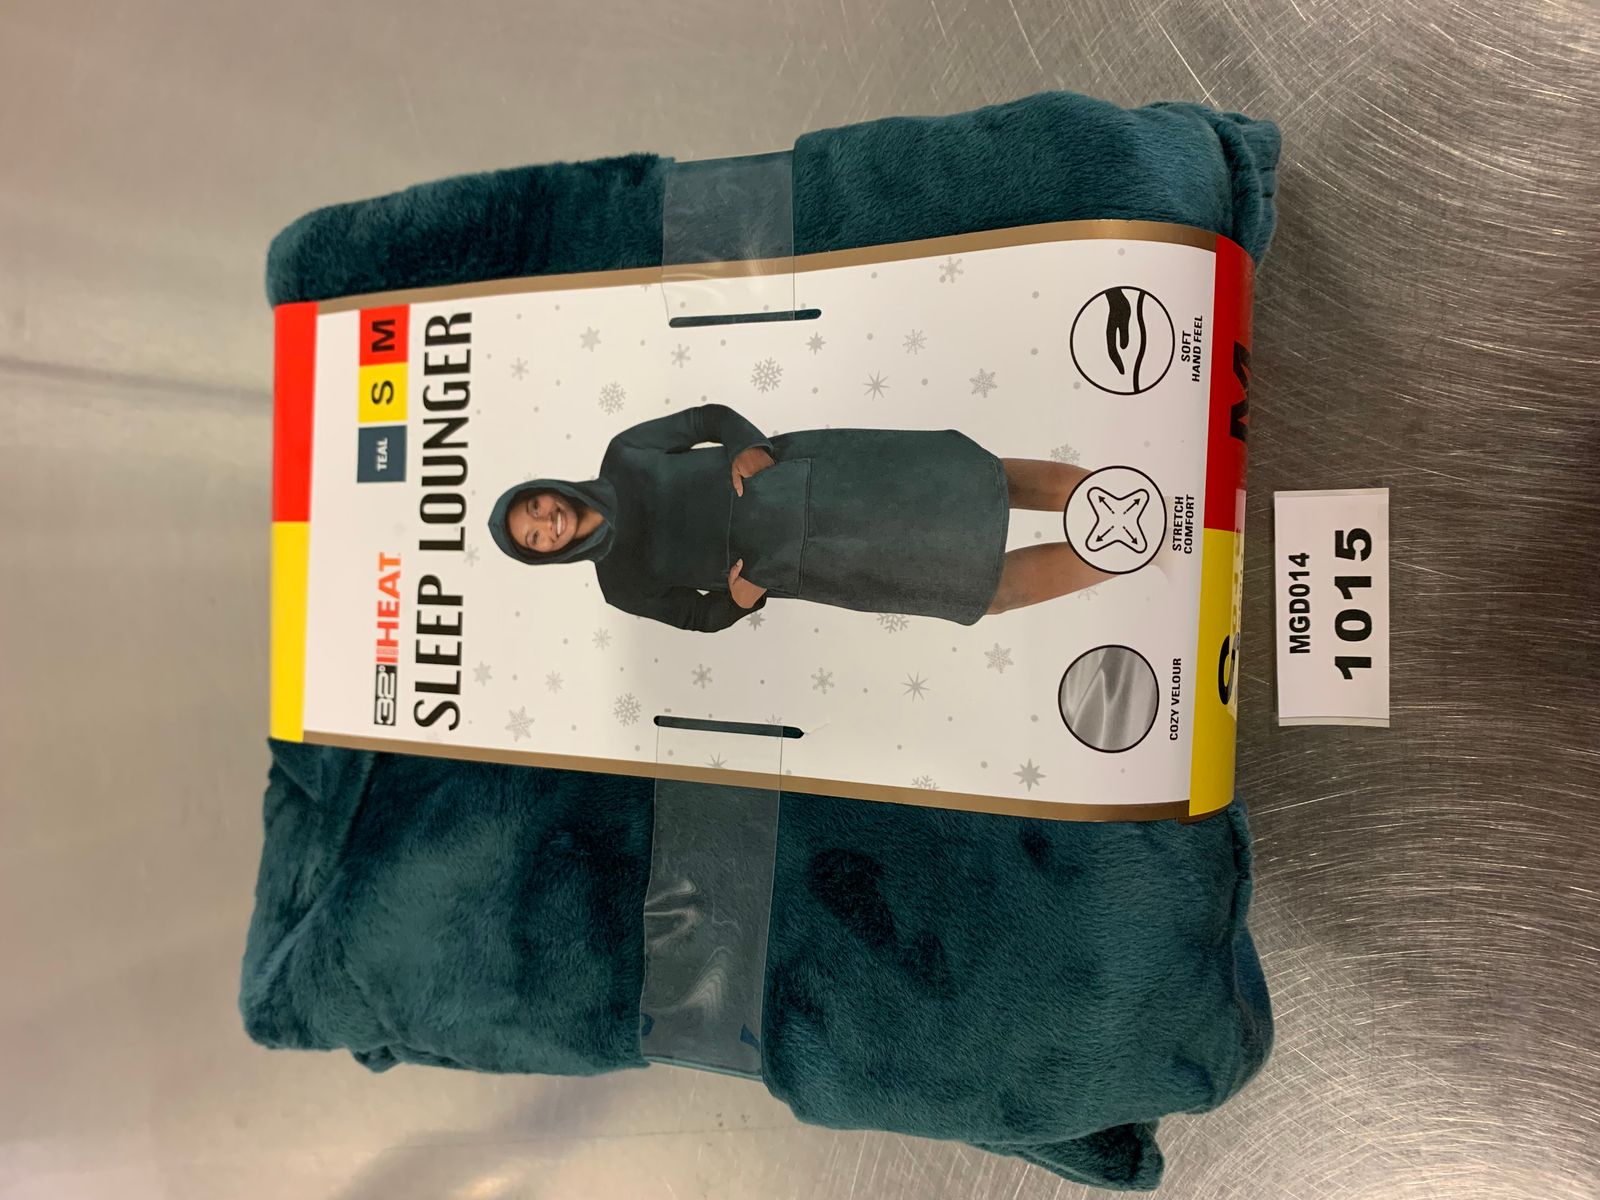 32° HEAT
TEAL S M
SLEEP LOUNGER
COZY VELOUR
STRETCH
COMFORT
SOFT
HAND FEEL
S M
MGD014
1015